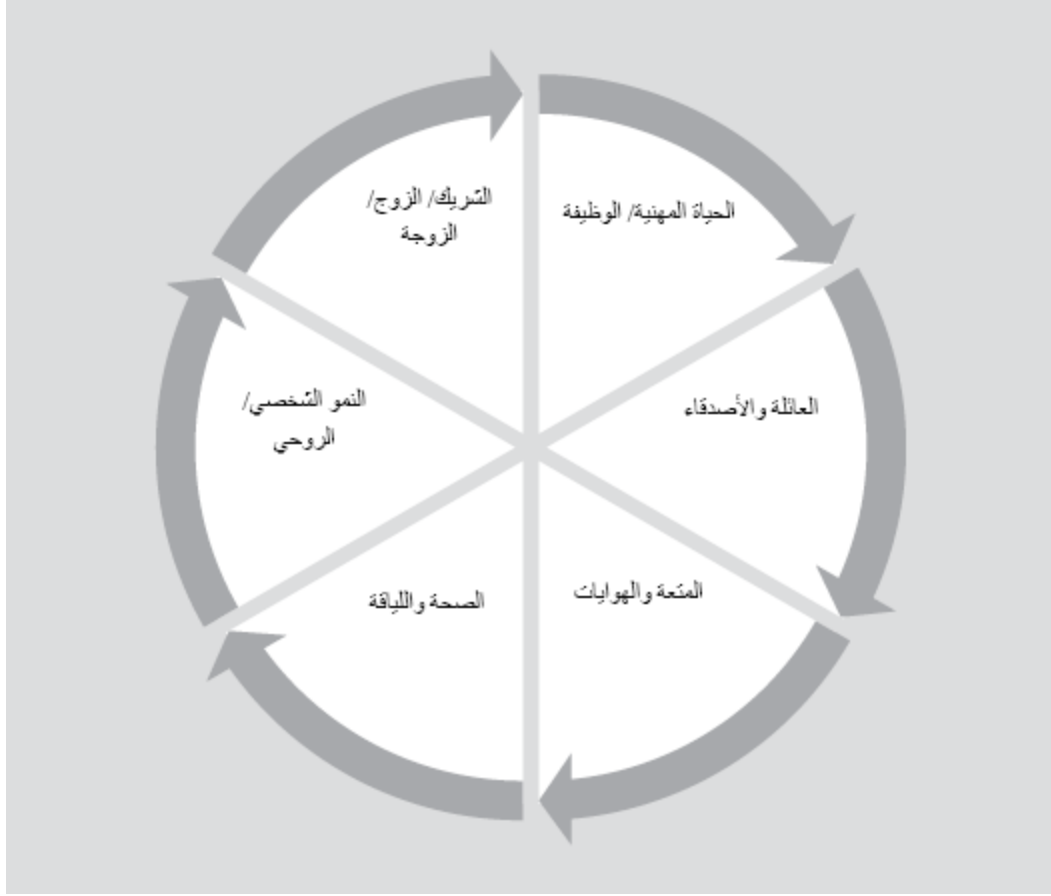 الحياة المهنية/ الوظيفة
العائلة والأصدقاء
المتعة والهوايات
الصحة واللياقة
النمو الشخصي/
الروحي
الشريك/ الزوج/
الزوجة